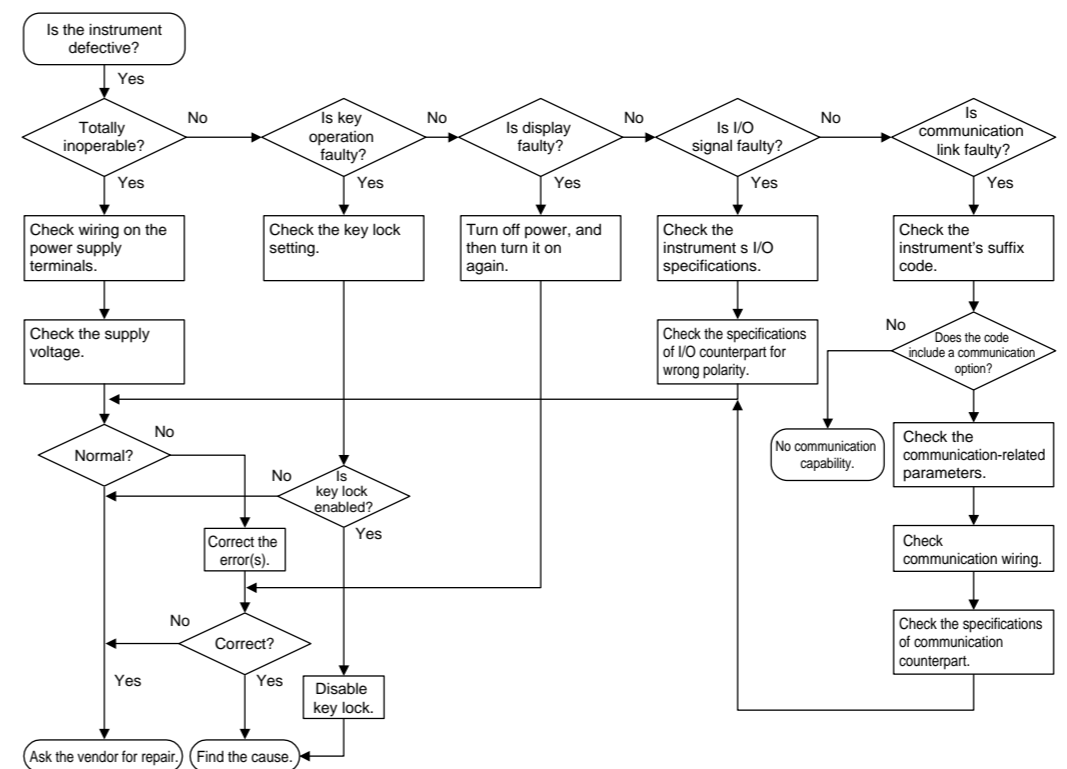 Is the instrument
defective?
Yes
Totally
inoperable?
No
Is key
operation
faulty?
No
Is display
faulty?
No
Is I/O
signal faulty?
No
Is
communication
link faulty?
Yes
Yes
Yes
Yes
Yes
Check wiring on the
power supply
terminals.
Check the key lock
setting.
Turn off power, and
then turn it on
again.
Check the
instrument s I/O
specifications.
Check the
instrument's suffix
code.
Check the supply
voltage.
Check the specifications
of I/O counterpart for
wrong polarity.
No
Does the code
include a communication
option?
Normal?
No
No communication
capability.
Check the
communication-related
parameters.
No
Is
key lock
enabled?
Yes
Correct the
error(s).
Check
communication wiring.
No
Correct?
Check the specifications
of communication
counterpart.
Yes
Yes
Disable
key lock.
Ask the vendor for repair.
Find the cause.